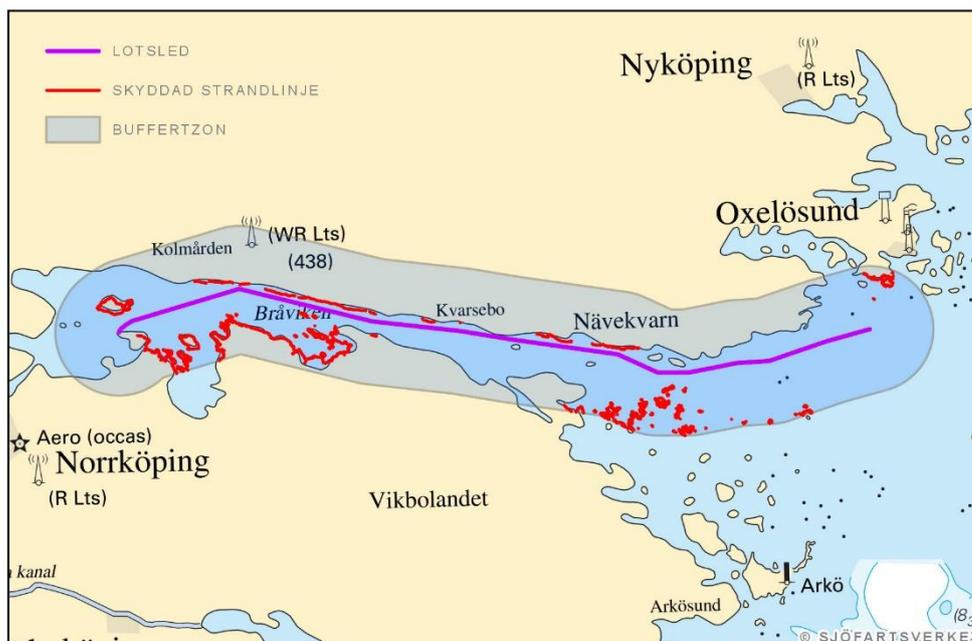 LOTSLED
SKYDDAD STRANDLINJE
BUFFERTZON
Nyköping
(R Lts)
Oxelösund
Kolmården
(WR Lts)
(438)
Bråviken
Kvarsebo
Nävekvarn
Aero (occas)
Norrköping
(R Lts)
Vikbolandet
kanal
Arkö
Arkösund
© SJÖFARTSVERKE